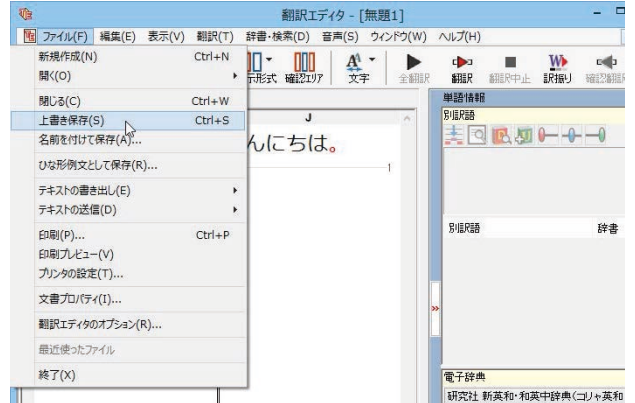 翻訳エディタ - [無題1]
ファイル(F) 編集(E) 表示(V) 翻訳(T) 辞書・検索(D) 音声(S) ウィンドウ(W) ヘルプ(H)
新規作成(N) Ctrl+N
開く(O)
閉じる(C) Ctrl+W
上書き保存(S) Ctrl+S
名前を付けて保存(A)...
ひな形例文として保存(R)...
テキストの書き出し(E)
テキストの送信(D)
印刷(P)... Ctrl+P
印刷プレビュー(V)
プリンタの設定(T)...
文書プロパティ(I)...
翻訳エディタのオプション(R)...
最近使ったファイル
終了(X)
示形式 確認エリア 文字 全翻訳 翻訳 翻訳中止 訳振り 確認翻訳
J
んにちは。
1
単語情報
別訳語
別訳語 辞書
電子辞典
研究社 新英和・和英中辞典(コリャ英和